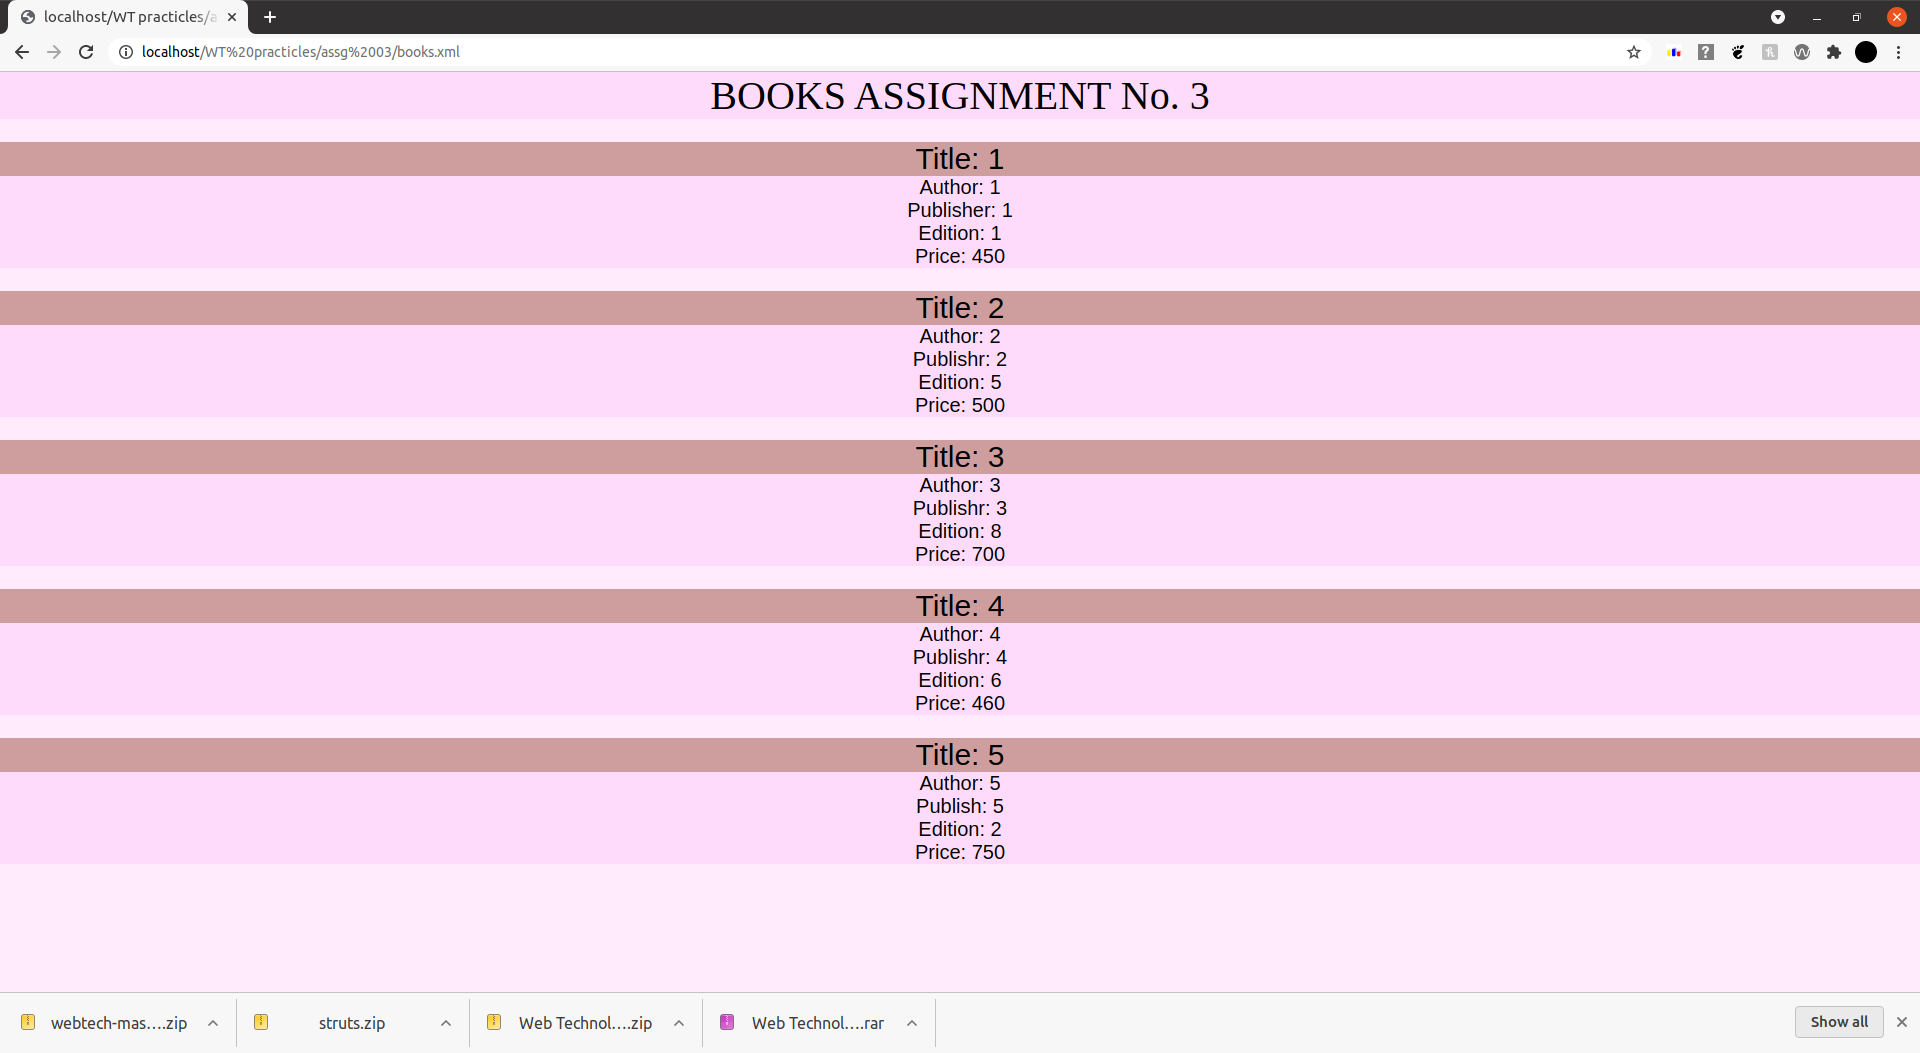 localhost/WT practicles/a
localhost/WT%20practicles/assg%2003/books.xml
BOOKS ASSIGNMENT No. 3
Title: 1
Author: 1
Publisher: 1
Edition: 1
Price: 450
Title: 2
Author: 2
Publishr: 2
Edition: 5
Price: 500
Title: 3
Author: 3
Publishr: 3
Edition: 8
Price: 700
Title: 4
Author: 4
Publishr: 4
Edition: 6
Price: 460
Title: 5
Author: 5
Publish: 5
Edition: 2
Price: 750
webtech-mas....zip struts.zip Web Technol....zip Web Technol....rar Show all